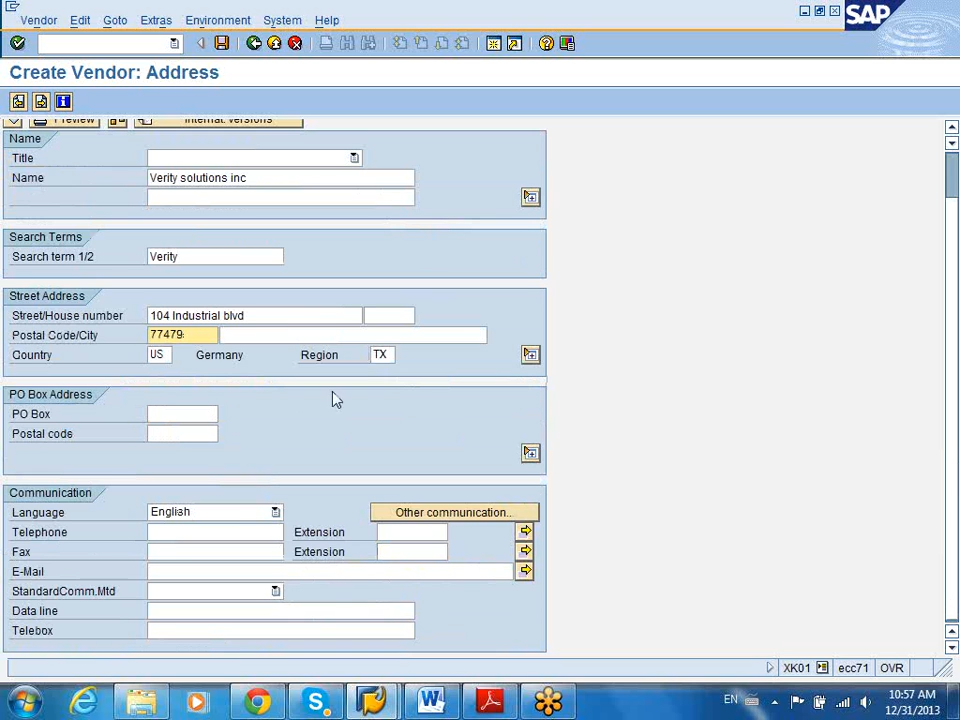 Vendor Edit Goto Extras Environment System Help
SAP
Create Vendor: Address
Preview Internat. versions
Name
Title
Name Verity solutions inc
Search Terms
Search term 1/2 Verity
Street Address
Street/House number 104 Industrial blvd
Postal Code/City 77479
Country US Germany Region TX
PO Box Address
PO Box
Postal code
Communication
Language English Other communication...
Telephone Extension
Fax Extension
E-Mail
StandardComm.Mtd
Data line
Telebox
XK01 ecc71 OVR
EN 10:57 AM
12/31/2013